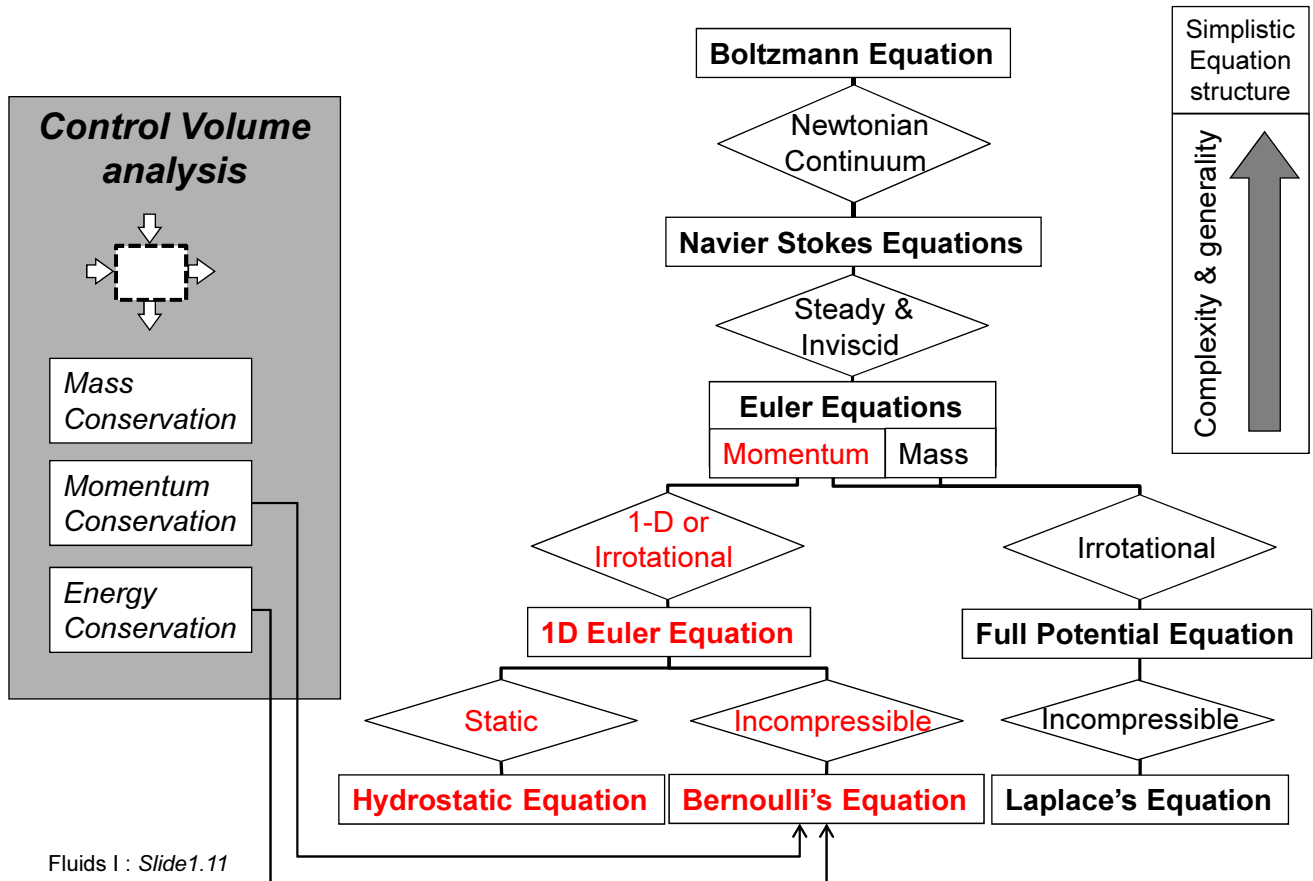 Boltzmann Equation
Simplistic
Equation
structure
Control Volume
analysis
Newtonian
Continuum
Complexity & generality
Navier Stokes Equations
Steady &
Inviscid
Mass
Conservation
Euler Equations
Momentum
Mass
Momentum
Conservation
1-D or
Irrotational
Irrotational
Energy
Conservation
1D Euler Equation
Full Potential Equation
Static
Incompressible
Incompressible
Hydrostatic Equation
Bernoulli’s Equation
Laplace’s Equation
Fluids I : Slide1.11